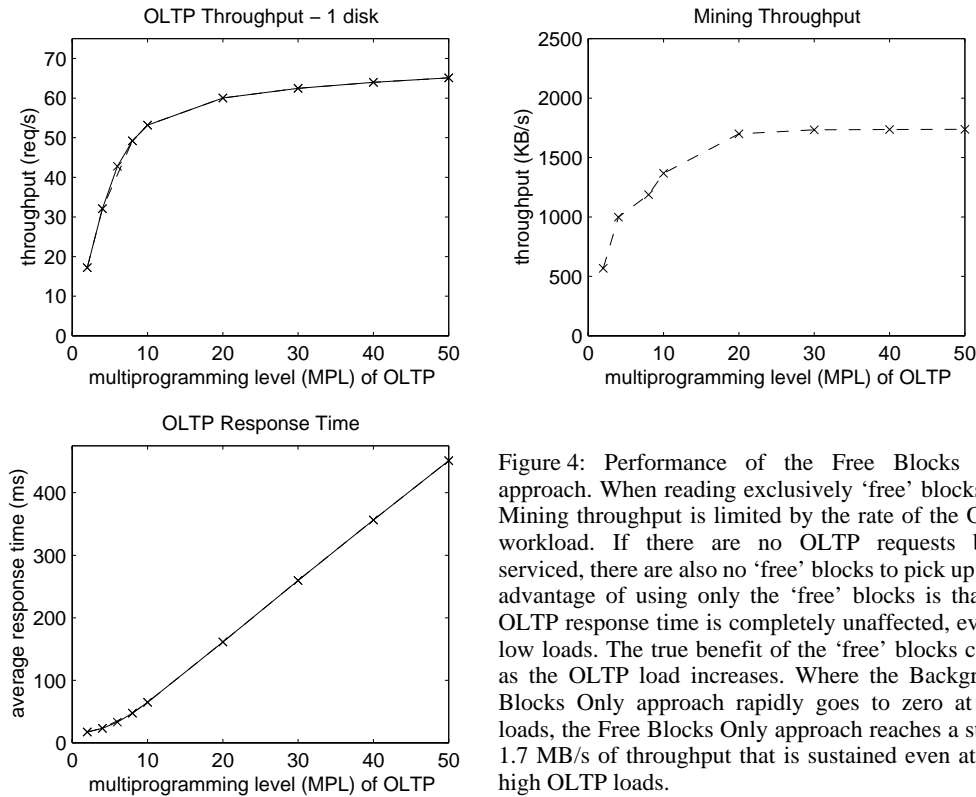 OLTP Throughput – 1 disk
70
60
50
40
30
20
10
0
throughput (req/s)
0 10 20 30 40 50
multiprogramming level (MPL) of OLTP
Mining Throughput
2500
2000
1500
1000
500
0
throughput (KB/s)
0 10 20 30 40 50
multiprogramming level (MPL) of OLTP
OLTP Response Time
400
300
200
100
0
average response time (ms)
0 10 20 30 40 50
multiprogramming level (MPL) of OLTP
Figure 4: Performance of the Free Blocks
approach. When reading exclusively ‘free’ blocks
Mining throughput is limited by the rate of the O
workload. If there are no OLTP requests b
serviced, there are also no ‘free’ blocks to pick up
advantage of using only the ‘free’ blocks is tha
OLTP response time is completely unaffected, ev
low loads. The true benefit of the ‘free’ blocks c
as the OLTP load increases. Where the Backgr
Blocks Only approach rapidly goes to zero at
loads, the Free Blocks Only approach reaches a s
1.7 MB/s of throughput that is sustained even at
high OLTP loads.